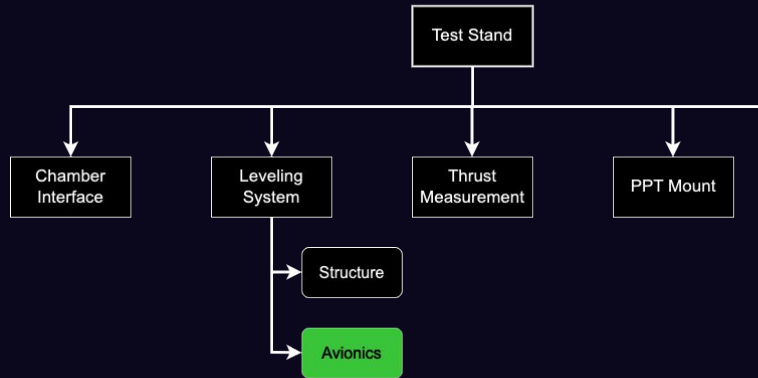 Test Stand
Chamber
Interface
Leveling
System
Thrust
Measurement
PPT Mount
Structure
Avionics